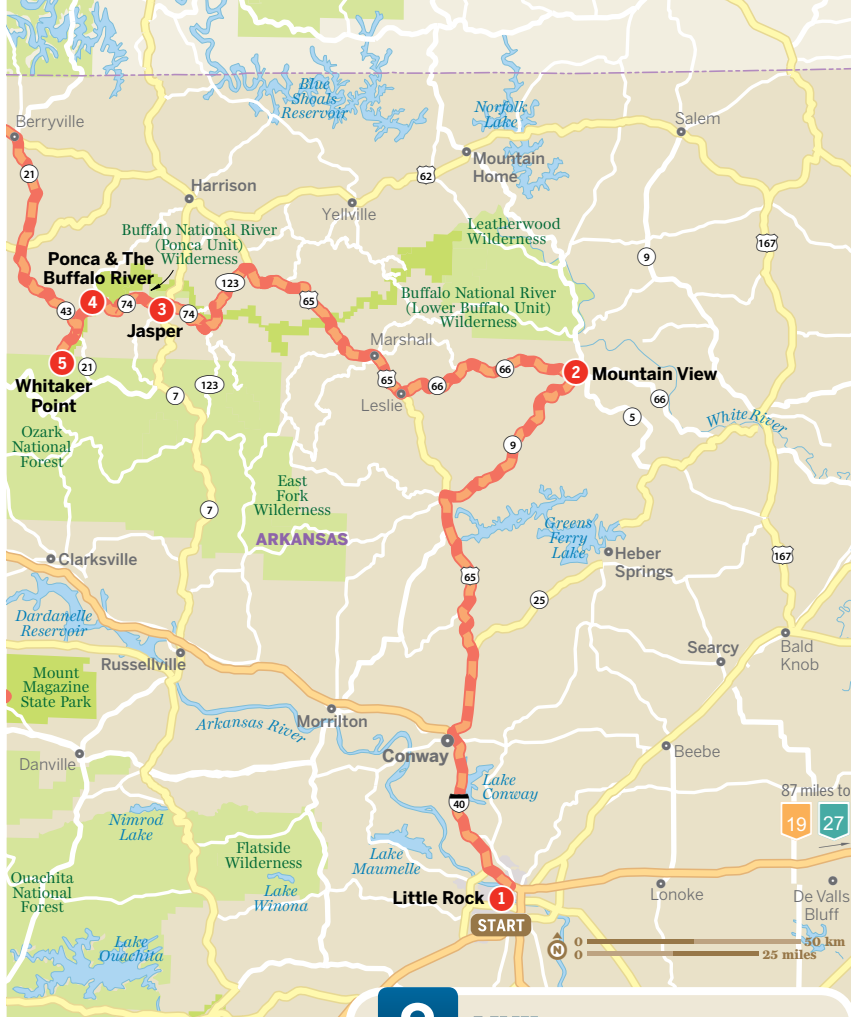 Blue
Shoals
Reservoir
Norfolk
Lake
Berryville
Salem
Mountain
Home
21
62
Harrison
Yellville
Buffalo National River
(Ponca Unit)
Wilderness
Leatherwood
Wilderness
167
9
Ponca & The
Buffalo River
123
65
Buffalo National River
(Lower Buffalo Unit)
Wilderness
43
4
74
3
74
Jasper
Marshall
5
21
Whitaker
Point
7
123
65
66
66
2
Mountain View
Leslie
66
5
White River
Ozark
National
Forest
9
East
Fork
Wilderness
7
ARKANSAS
Greens
Ferry
Lake
Heber
Springs
167
Clarksville
65
25
Dardanelle
Reservoir
Russellville
Searcy
Bald
Knob
Mount
Magazine
State Park
Arkansas River
Morrilton
Conway
Danville
Beebe
Lake
Conway
40
87 miles to
19
27
Nimrod
Lake
Flatside
Wilderness
Lake
Maumelle
Ouachita
National
Forest
Lake
Winona
Little Rock
1
START
Lonoke
De Valls
Bluff
Lake
Ouachita
N
0
50 km
0
25 miles